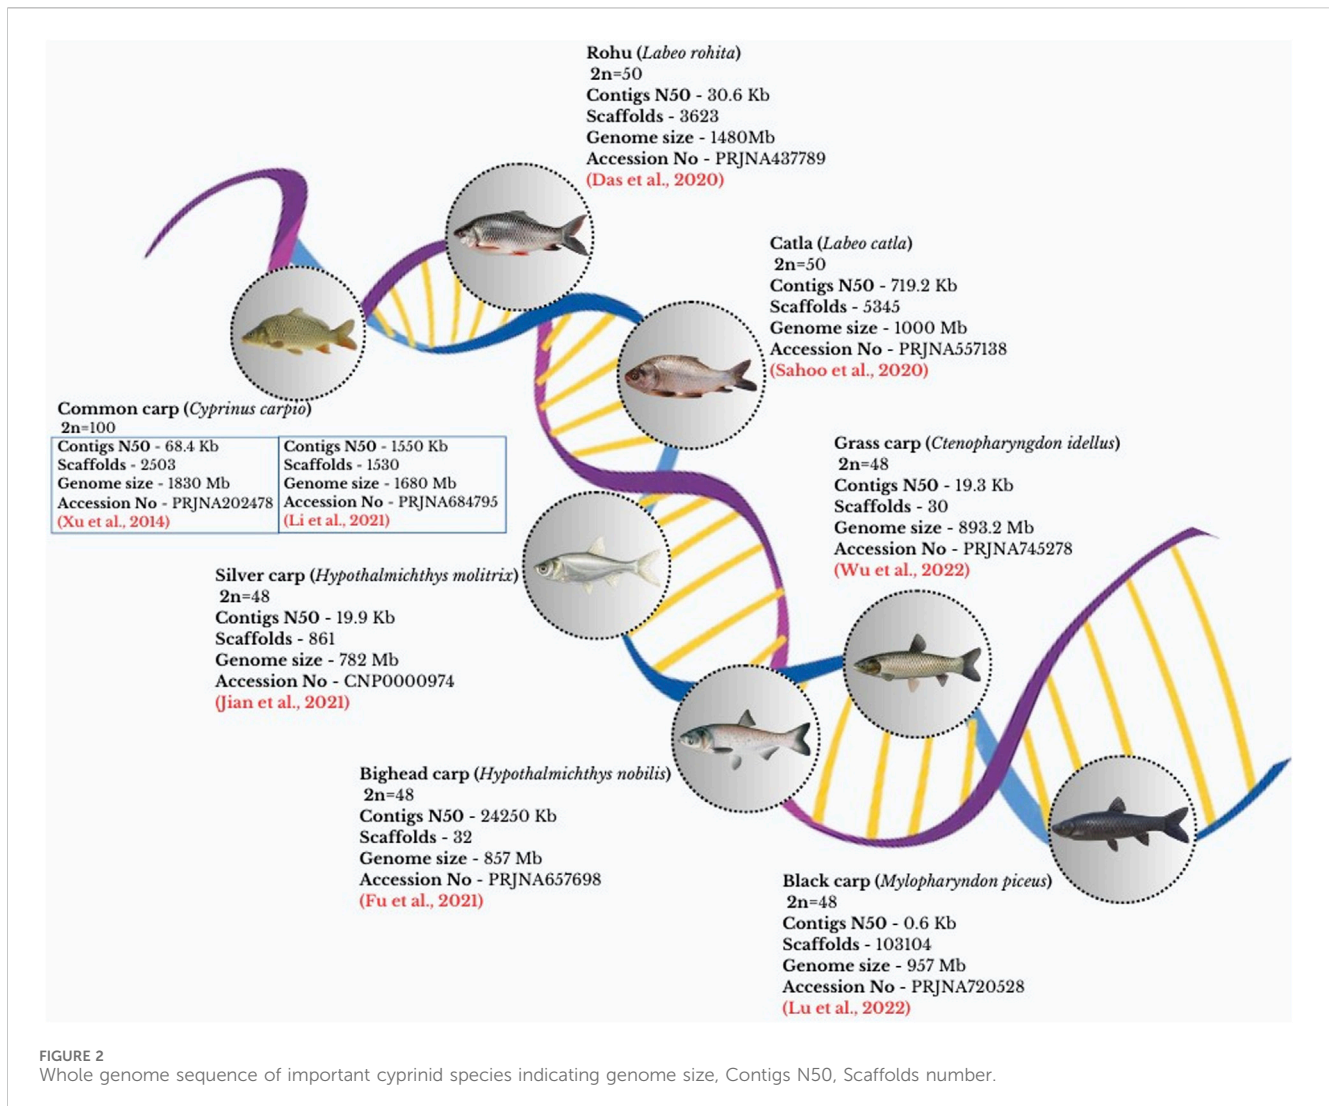 Rohu (Labeo rohita)
2n=50
Contigs N50 - 30.6 Kb
Scaffolds - 3623
Genome size - 1480Mb
Accession No - PRJNA437789
(Das et al., 2020)
Catla (Labeo catla)
2n=50
Contigs N50 - 719.2 Kb
Scaffolds - 5345
Genome size - 1000 Mb
Accession No - PRJNA557138
(Sahoo et al., 2020)
Common carp (Cyprinus carpio)
2n=100
Contigs N50 - 68.4 Kb
Scaffolds - 2503
Genome size - 1830 Mb
Accession No - PRJNA202478
(Xu et al., 2014)
Contigs N50 - 1550 Kb
Scaffolds - 1530
Genome size - 1680 Mb
Accession No - PRJNA684795
(Li et al., 2021)
Grass carp (Ctenopharyngdon idellus)
2n=48
Contigs N50 - 19.3 Kb
Scaffolds - 30
Genome size - 893.2 Mb
Accession No - PRJNA745278
(Wu et al., 2022)
Silver carp (Hypothalmichthys molitrix)
2n=48
Contigs N50 - 19.9 Kb
Scaffolds - 861
Genome size - 782 Mb
Accession No - CNP0000974
(Jian et al., 2021)
Bighead carp (Hypothalmichthys nobilis)
2n=48
Contigs N50 - 24250 Kb
Scaffolds - 32
Genome size - 857 Mb
Accession No - PRJNA657698
(Fu et al., 2021)
Black carp (Mylopharyndon piceus)
2n=48
Contigs N50 - 0.6 Kb
Scaffolds - 103104
Genome size - 957 Mb
Accession No - PRJNA720528
(Lu et al., 2022)
FIGURE 2
Whole genome sequence of important cyprinid species indicating genome size, Contigs N50, Scaffolds number.